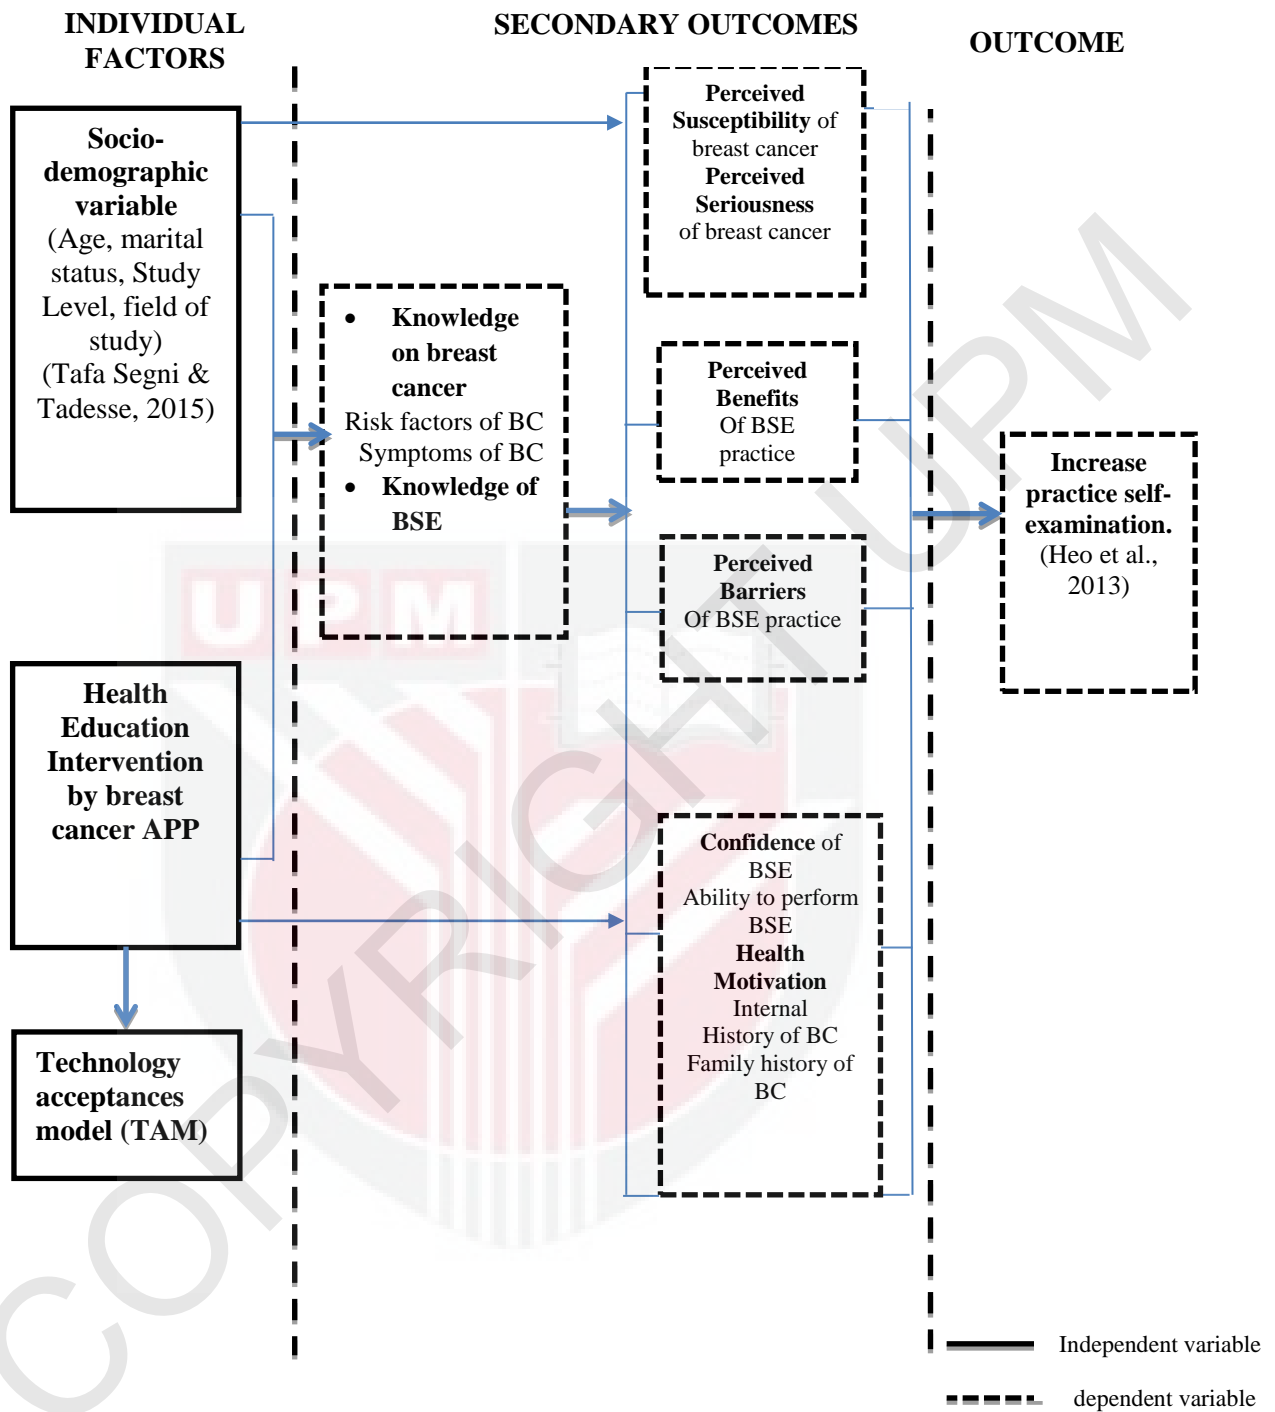 INDIVIDUAL
FACTORS
SECONDARY OUTCOMES
OUTCOME
Socio-
demographic
variable
(Age, marital
status, Study
Level, field of
study)
(Tafa Segni &
Tadesse, 2015)
Health
Education
Intervention
by breast
cancer APP
Technology
acceptances
model (TAM)
• Knowledge
on breast
cancer
Risk factors of BC
Symptoms of BC
• Knowledge of
BSE
Perceived
Susceptibility of
breast cancer
Perceived
Seriousness
of breast cancer
Perceived
Benefits
Of BSE
practice
Perceived
Barriers
Of BSE practice
Confidence of
BSE
Ability to perform
BSE
Health
Motivation
Internal
History of BC
Family history of
BC
Increase
practice self-
examination.
(Heo et al.,
2013)
Independent variable
dependent variable
UPM
COPYRIGHT UPM